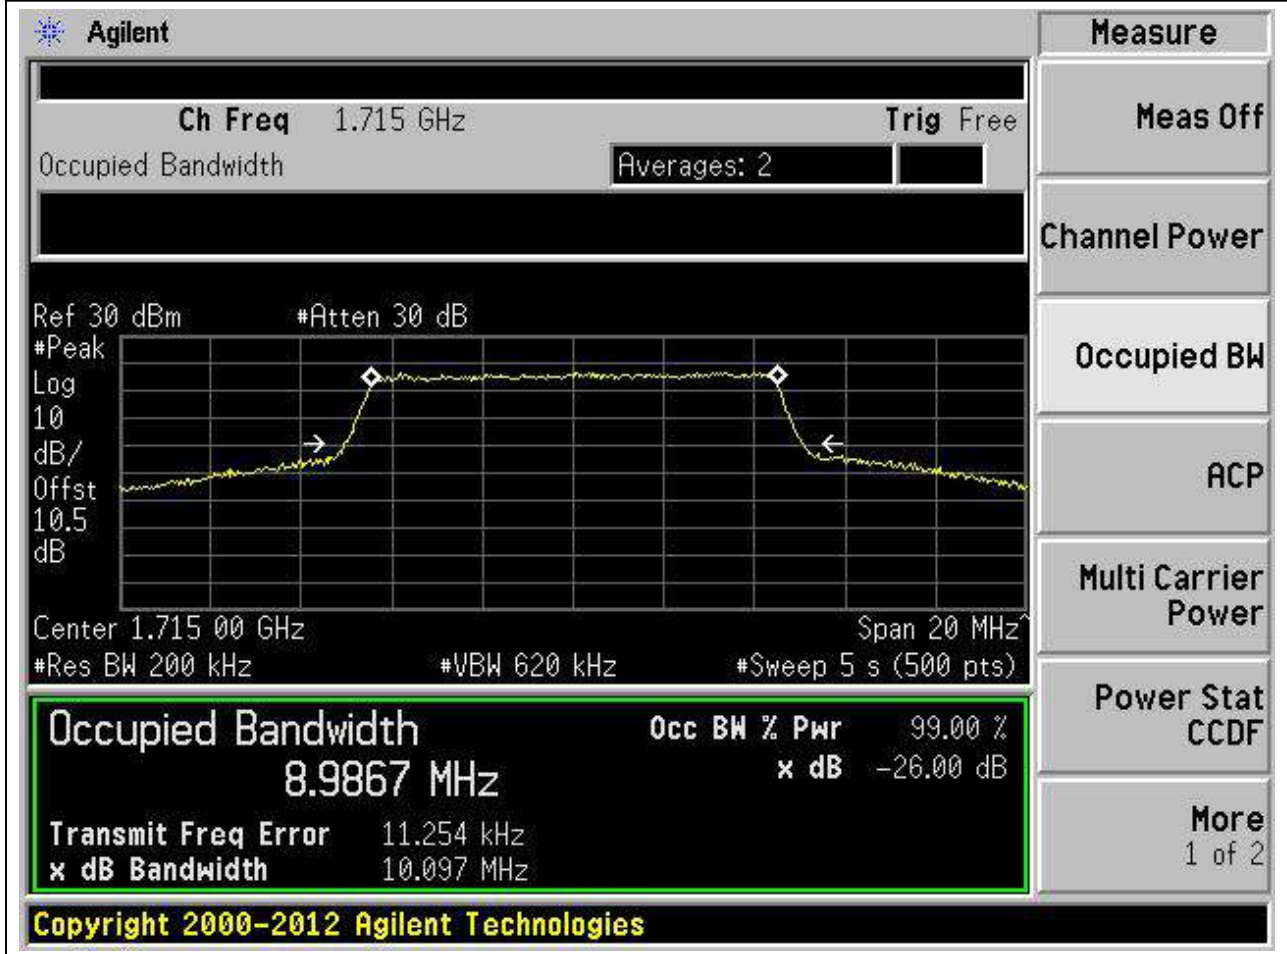 Agilent
Measure
Ch Freq 1.715 GHz Trig Free
Occupied Bandwidth Averages: 2
Meas Off
Channel Power
Occupied BW
ACP
Multi Carrier
Power
Power Stat
CCDF
More
1 of 2
Ref 30 dBm #Atten 30 dB
#Peak
Log
10
dB/
Offst
10.5
dB
Center 1.715 00 GHz Span 20 MHz^
#Res BW 200 kHz #VBW 620 kHz #Sweep 5 s (500 pts)
Occupied Bandwidth
8.9867 MHz
Occ BW % Pwr 99.00 %
x dB -26.00 dB
Transmit Freq Error 11.254 kHz
x dB Bandwidth 10.097 MHz
Copyright 2000-2012 Agilent Technologies